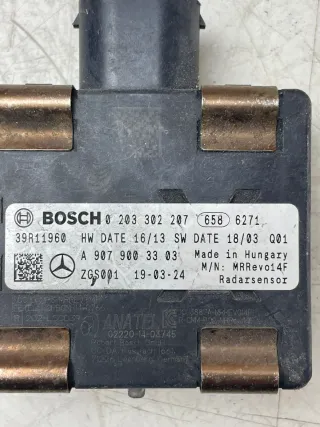 BOSCH 0 203 302 207 658 6271
39R11960 HW DATE 16/13 SW DATE 18/03 Q01
A 907 900 33 03 Made in Hungary
ZGS001 19-03-24 M/N: MRRevo14F
Radarsensor
ANATEL